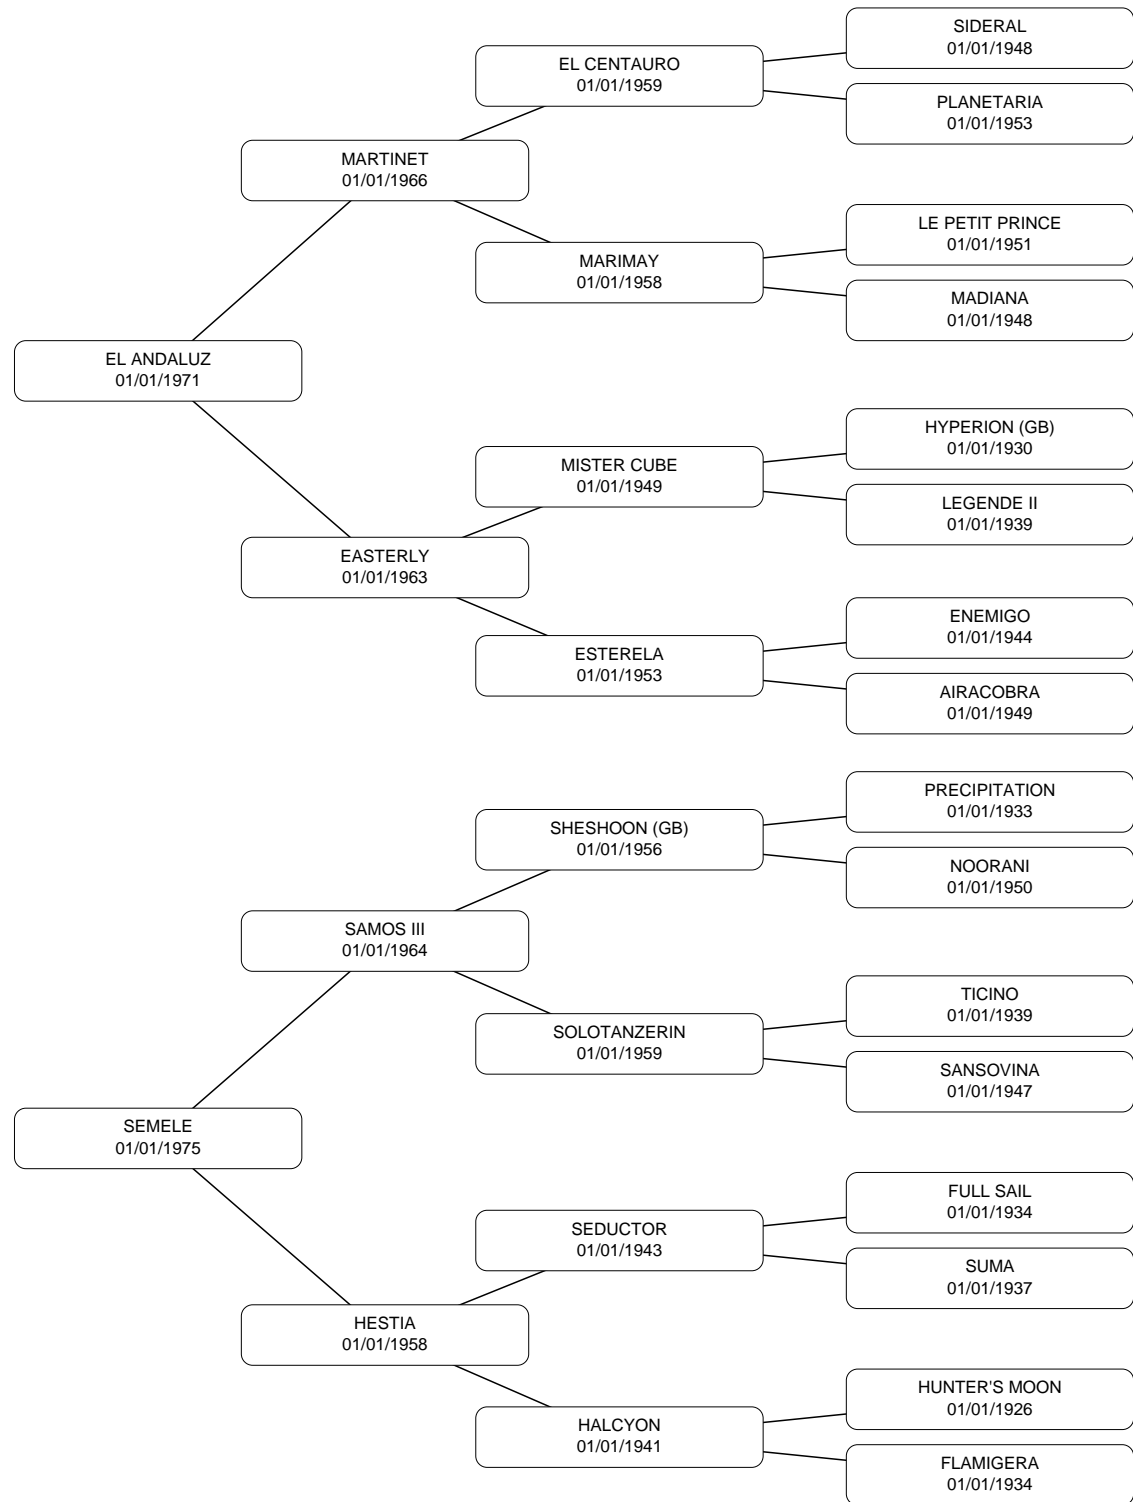 SIDERAL
01/01/1948
EL CENTAURO
01/01/1959
PLANETARIA
01/01/1953
MARTINET
01/01/1966
LE PETIT PRINCE
01/01/1951
MARIMAY
01/01/1958
MADIANA
01/01/1948
EL ANDALUZ
01/01/1971
HYPERION (GB)
01/01/1930
MISTER CUBE
01/01/1949
LEGENDE II
01/01/1939
EASTERLY
01/01/1963
ENEMIGO
01/01/1944
ESTERELA
01/01/1953
AIRACOBRA
01/01/1949
PRECIPITATION
01/01/1933
SHESHOON (GB)
01/01/1956
NOORANI
01/01/1950
SAMOS III
01/01/1964
TICINO
01/01/1939
SOLOTANZERIN
01/01/1959
SANSOVINA
01/01/1947
SEMELE
01/01/1975
FULL SAIL
01/01/1934
SEDUCTOR
01/01/1943
SUMA
01/01/1937
HESTIA
01/01/1958
HUNTER'S MOON
01/01/1926
HALCYON
01/01/1941
FLAMIGERA
01/01/1934